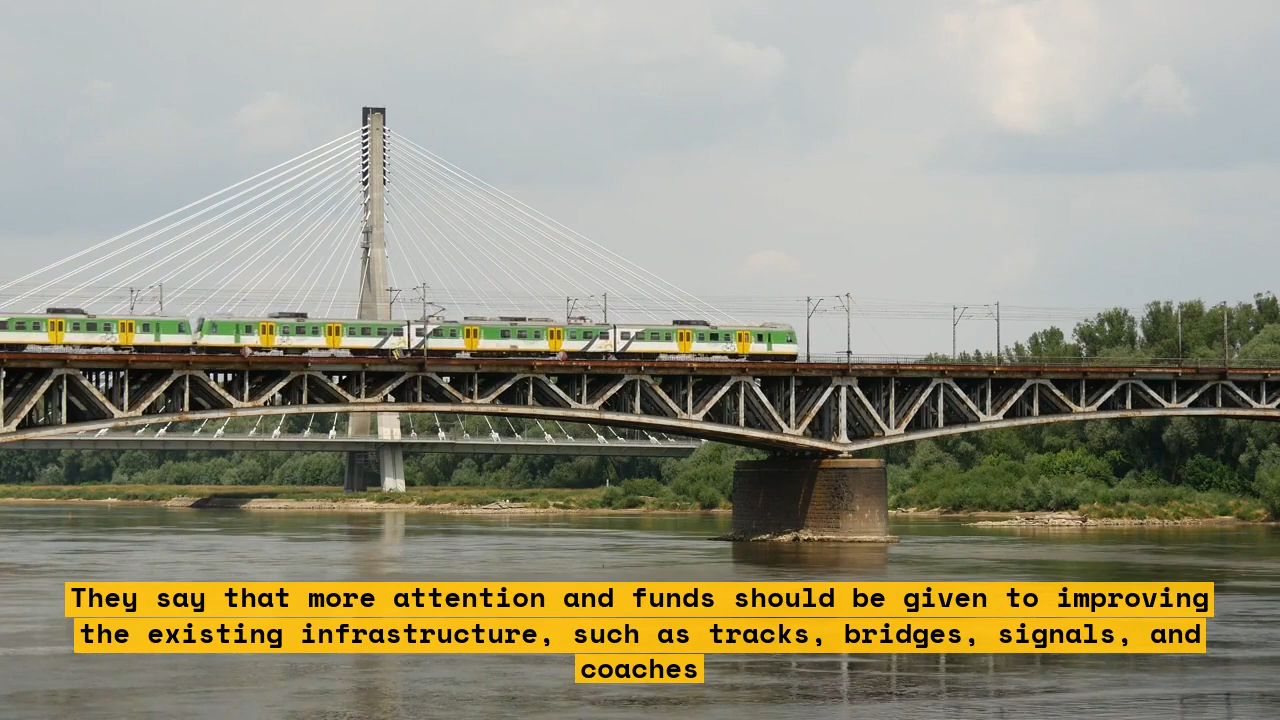 They say that more attention and funds should be given to improving
the existing infrastructure, such as tracks, bridges, signals, and
coaches